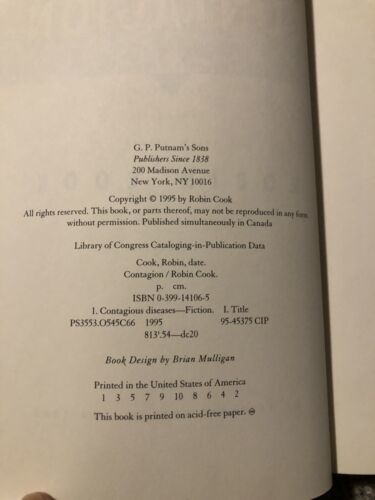 G. P. Putnam's Sons
Publishers Since 1838
200 Madison Avenue
New York, NY 10016
Copyright © 1995 by Robin Cook
All rights reserved. This book, or parts thereof, may not be reproduced in any form
without permission. Published simultaneously in Canada
Library of Congress Cataloging-in-Publication Data
Cook, Robin, date.
Contagion / Robin Cook.
p. cm.
ISBN 0-399-14106-5
1. Contagious diseases—Fiction. I. Title
PS3553.O545C66 1995 95-45375 CIP
813'.54—dc20
Book Design by Brian Mulligan
Printed in the United States of America
1 3 5 7 9 10 8 6 4 2
This book is printed on acid-free paper. ♾